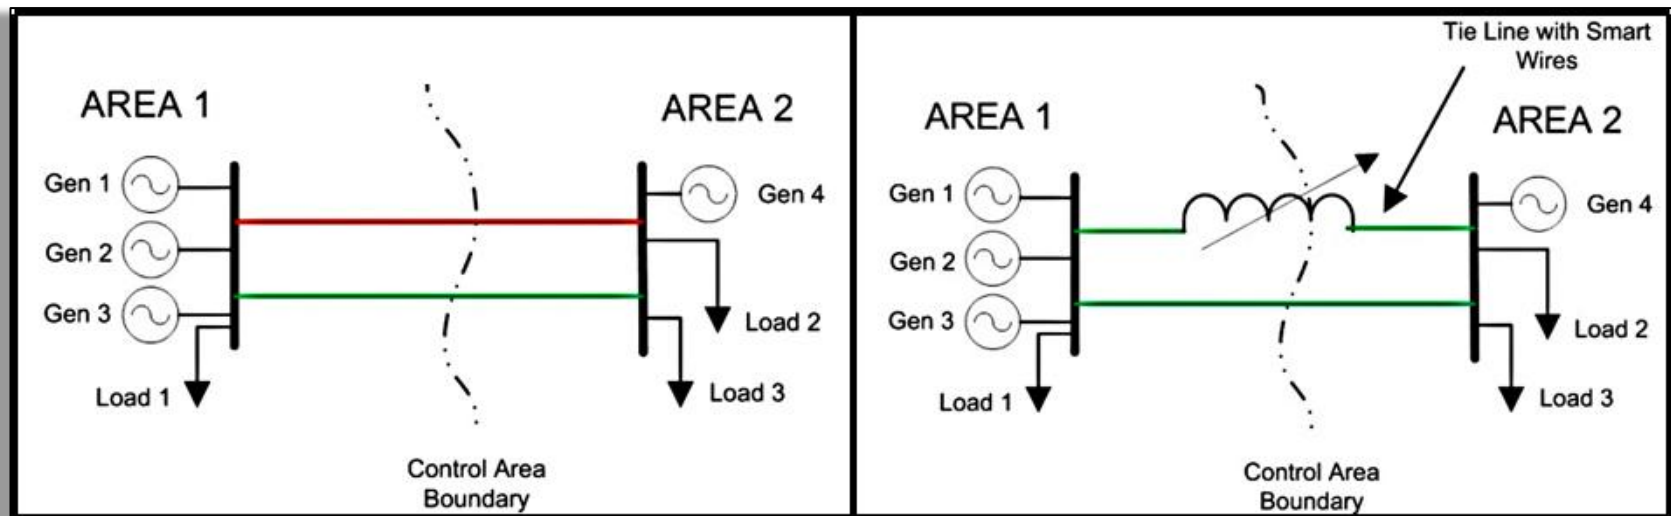 AREA 1
AREA 2
Gen 1
Gen 4
Gen 2
Gen 3
Load 2
Load 1
Load 3
Control Area
Boundary
Tie Line with Smart
Wires
AREA 1
AREA 2
Gen 1
Gen 4
Gen 2
Gen 3
Load 2
Load 1
Load 3
Control Area
Boundary